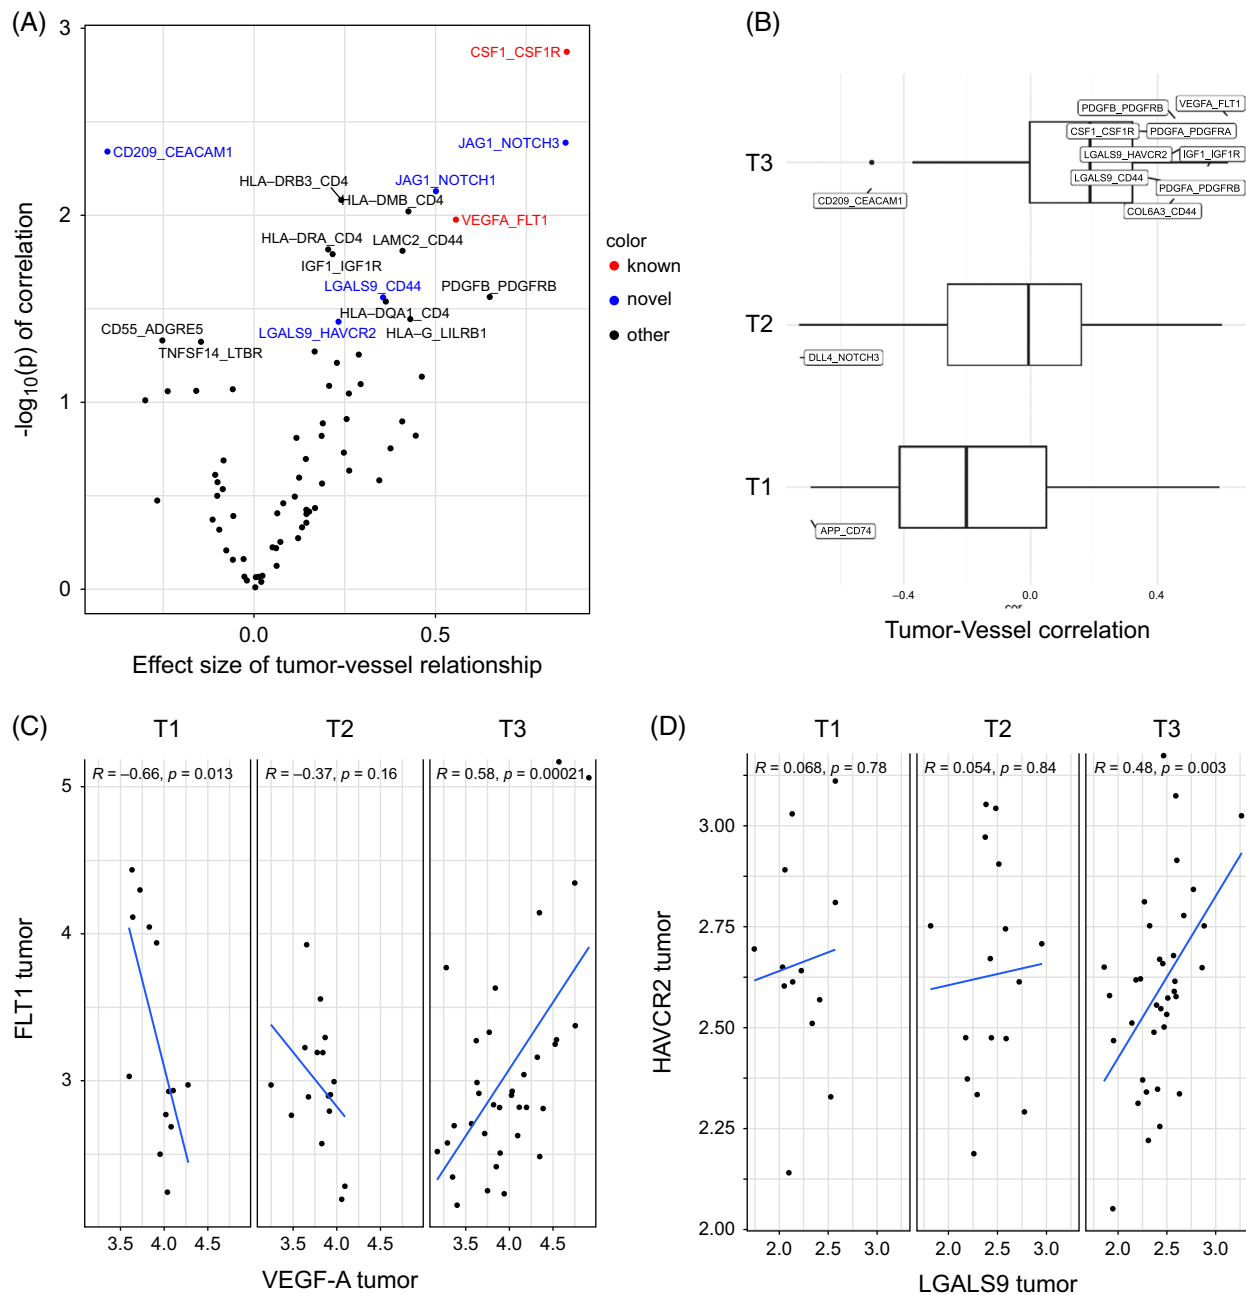 (A)
3
2
1
0
-log10(p) of correlation
CSF1_CSF1R
JAG1_NOTCH3
CD209_CEACAM1
HLA–DRB3_CD4
JAG1_NOTCH1
HLA–DMB_CD4
VEGFA_FLT1
HLA–DRA_CD4
LAMC2_CD44
IGF1_IGF1R
LGALS9_CD44
PDGFB_PDGFRB
HLA–DQA1_CD4
LGALS9_HAVCR2
HLA–G_LILRB1
CD55_ADGRE5
TNFSF14_LTBR
0.0 0.5
Effect size of tumor-vessel relationship
color
known
novel
other
(B)
T3
T2
T1
PDGFB_PDGFRB
VEGFA_FLT1
CSF1_CSF1R
PDGFA_PDGFRA
LGALS9_HAVCR2
IGF1_IGF1R
LGALS9_CD44
PDGFA_PDGFRB
COL6A3_CD44
CD209_CEACAM1
DLL4_NOTCH3
APP_CD74
–0.4 0.0 0.4
cor
Tumor-Vessel correlation
(C)
T1 T2 T3
R = –0.66, p = 0.013
R = –0.37, p = 0.16
R = 0.58, p = 0.00021
5
4
3
FLT1 tumor
3.5 4.0 4.5 3.5 4.0 4.5 3.5 4.0 4.5
VEGF-A tumor
(D)
T1 T2 T3
R = 0.068, p = 0.78
R = 0.054, p = 0.84
R = 0.48, p = 0.003
3.00
2.75
2.50
2.25
2.00
HAVCR2 tumor
2.0 2.5 3.0 2.0 2.5 3.0 2.0 2.5 3.0
LGALS9 tumor